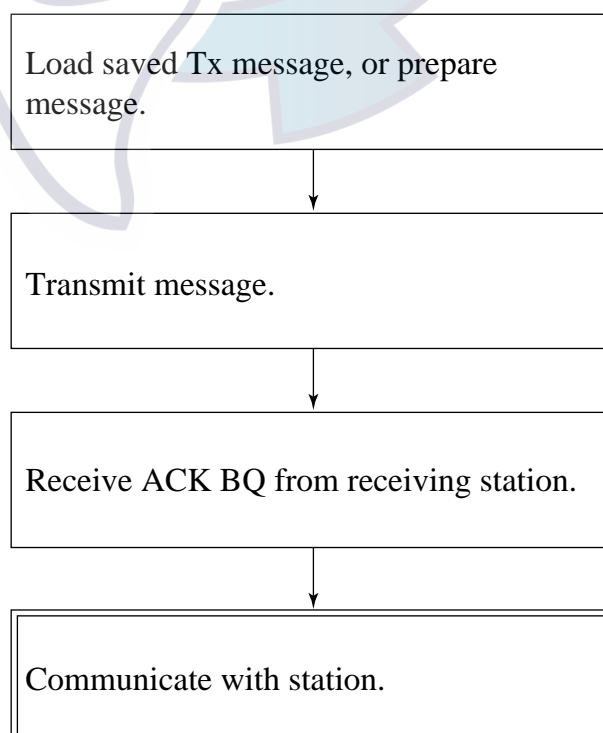 Load saved Tx message, or prepare
message.
Transmit message.
Receive ACK BQ from receiving station.
Communicate with station.